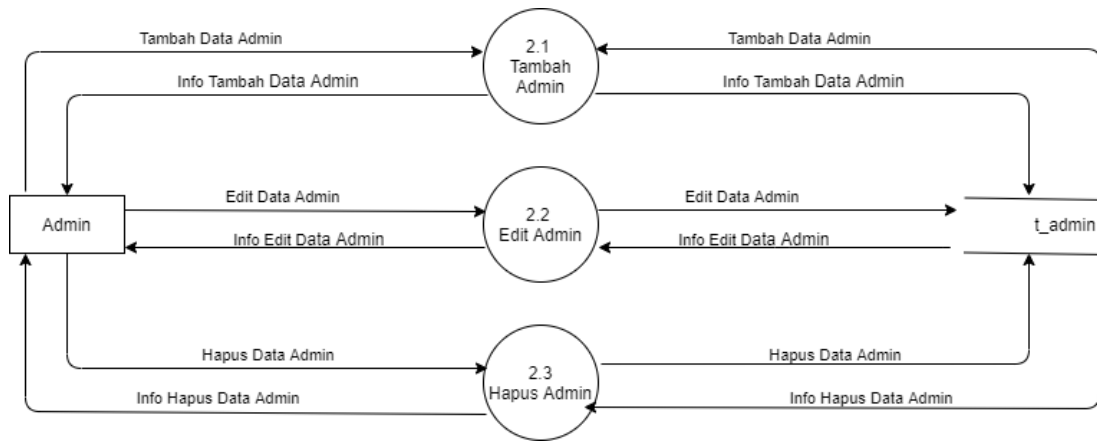 Tambah Data Admin
2.1
Tambah
Admin
Tambah Data Admin
Info Tambah Data Admin
Info Tambah Data Admin
Edit Data Admin
2.2
Edit Admin
Edit Data Admin
Admin
t_admin
Info Edit Data Admin
Info Edit Data Admin
Hapus Data Admin
2.3
Hapus Admin
Hapus Data Admin
Info Hapus Data Admin
Info Hapus Data Admin